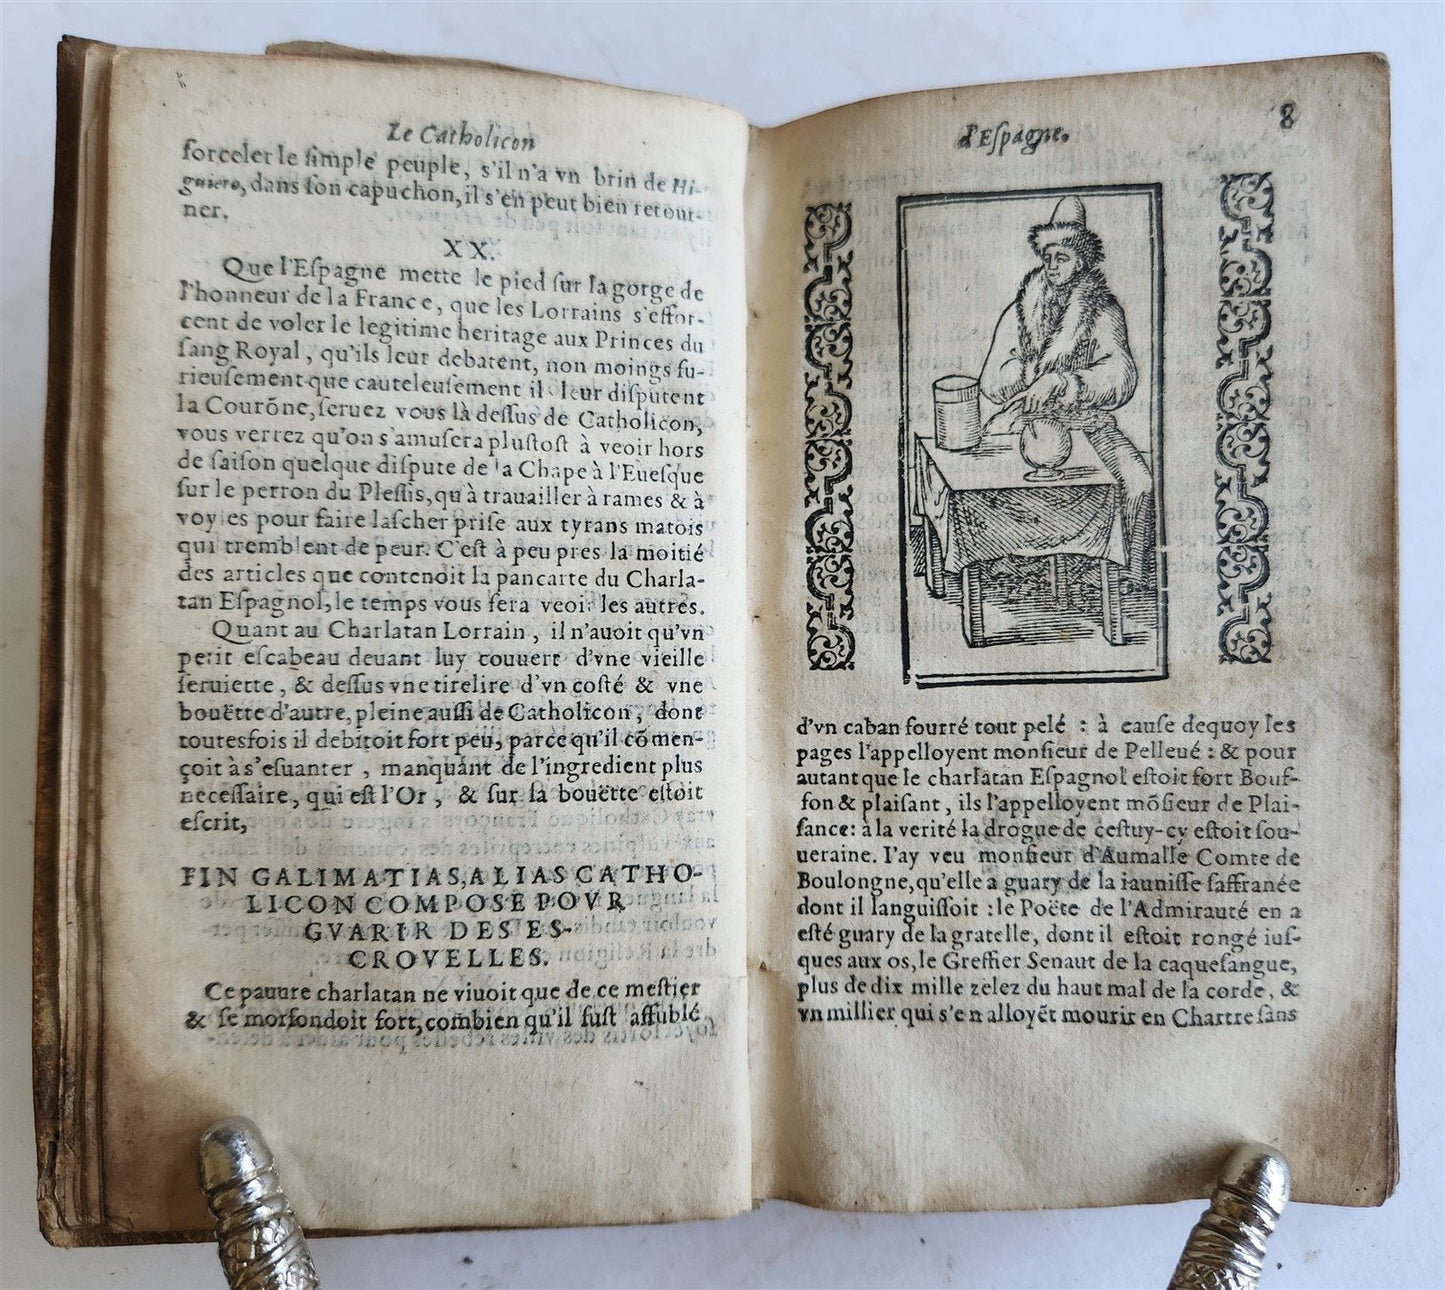 Le Catholicon
forceler le ſimple peuple, s'il n'a vn brin de Hi-
guiero, dans ſon capuchon, il s'en peut bien retour-
ner.
XX.
Que l'Eſpagne mette le pied ſur la gorge de
l'honneur de la France, que les Lorrains s'effor-
cent de voler le legitime heritage aux Princes du
ſang Royal, qu'ils leur debatent, non moings fu-
rieuſement que cauteleuſement il leur diſputent
la Courõne, ſeruez vous là deſſus de Catholicon,
vous verrez qu'on s'amuſera pluſtoſt à veoir hors
de ſaiſon quelque diſpute de la Chape à l'Eueſque
ſur le perron du Pleſſis, qu'à trauailler à rames & à
voyles pour faire laſcher priſe aux tyrans matois
qui tremblent de peur. C'eſt à peu pres la moitié
des articles que contenoit la pancarte du Charla-
tan Eſpagnol, le temps vous fera veoir les autres.
Quant au Charlatan Lorrain, il n'auoit qu'vn
petit eſcabeau deuant luy couuert d'vne vieille
ſeruiette, & deſſus vne tirelire d'vn coſté & vne
bouëtte d'autre, pleine auſſi de Catholicon, dont
toutesfois il debitoit fort peu, parce qu'il cõmen-
çoit à s'eſuanter, manquant de l'ingredient plus
neceſſaire, qui eſt l'Or, & ſur la bouëtte eſtoit
eſcrit,
FIN GALIMATIAS, ALIAS CATHO-
LICON COMPOSE POVR
GVARIR DES ES-
CROVELLES.
Ce pauure charlatan ne viuoit que de ce meſtier
& ſe morfondoit fort, combien qu'il fuſt affublé
d'Eſpagne.
8
d'vn caban fourré tout pelé : à cauſe dequoy les
pages l'appelloyent monſieur de Pelleué : & pour
autant que le charlatan Eſpagnol eſtoit fort Bouf-
fon & plaiſant, ils l'appelloyent mõſieur de Plai-
ſance: à la verité la drogue de ceſtuy-cy eſtoit ſou-
ueraine. I'ay veu monſieur d'Aumalle Comte de
Boulongne, qu'elle a guary de la iauniſſe ſaffranée
dont il languiſſoit : le Poëte de l'Admirauté en a
eſté guary de la gratelle, dont il eſtoit rongé iuſ-
ques aux os, le Greffier Senaut de la caqueſangue,
plus de dix mille zelez du haut mal de la corde, &
vn millier qui s'en alloyẽt mourir en Chartre ſans